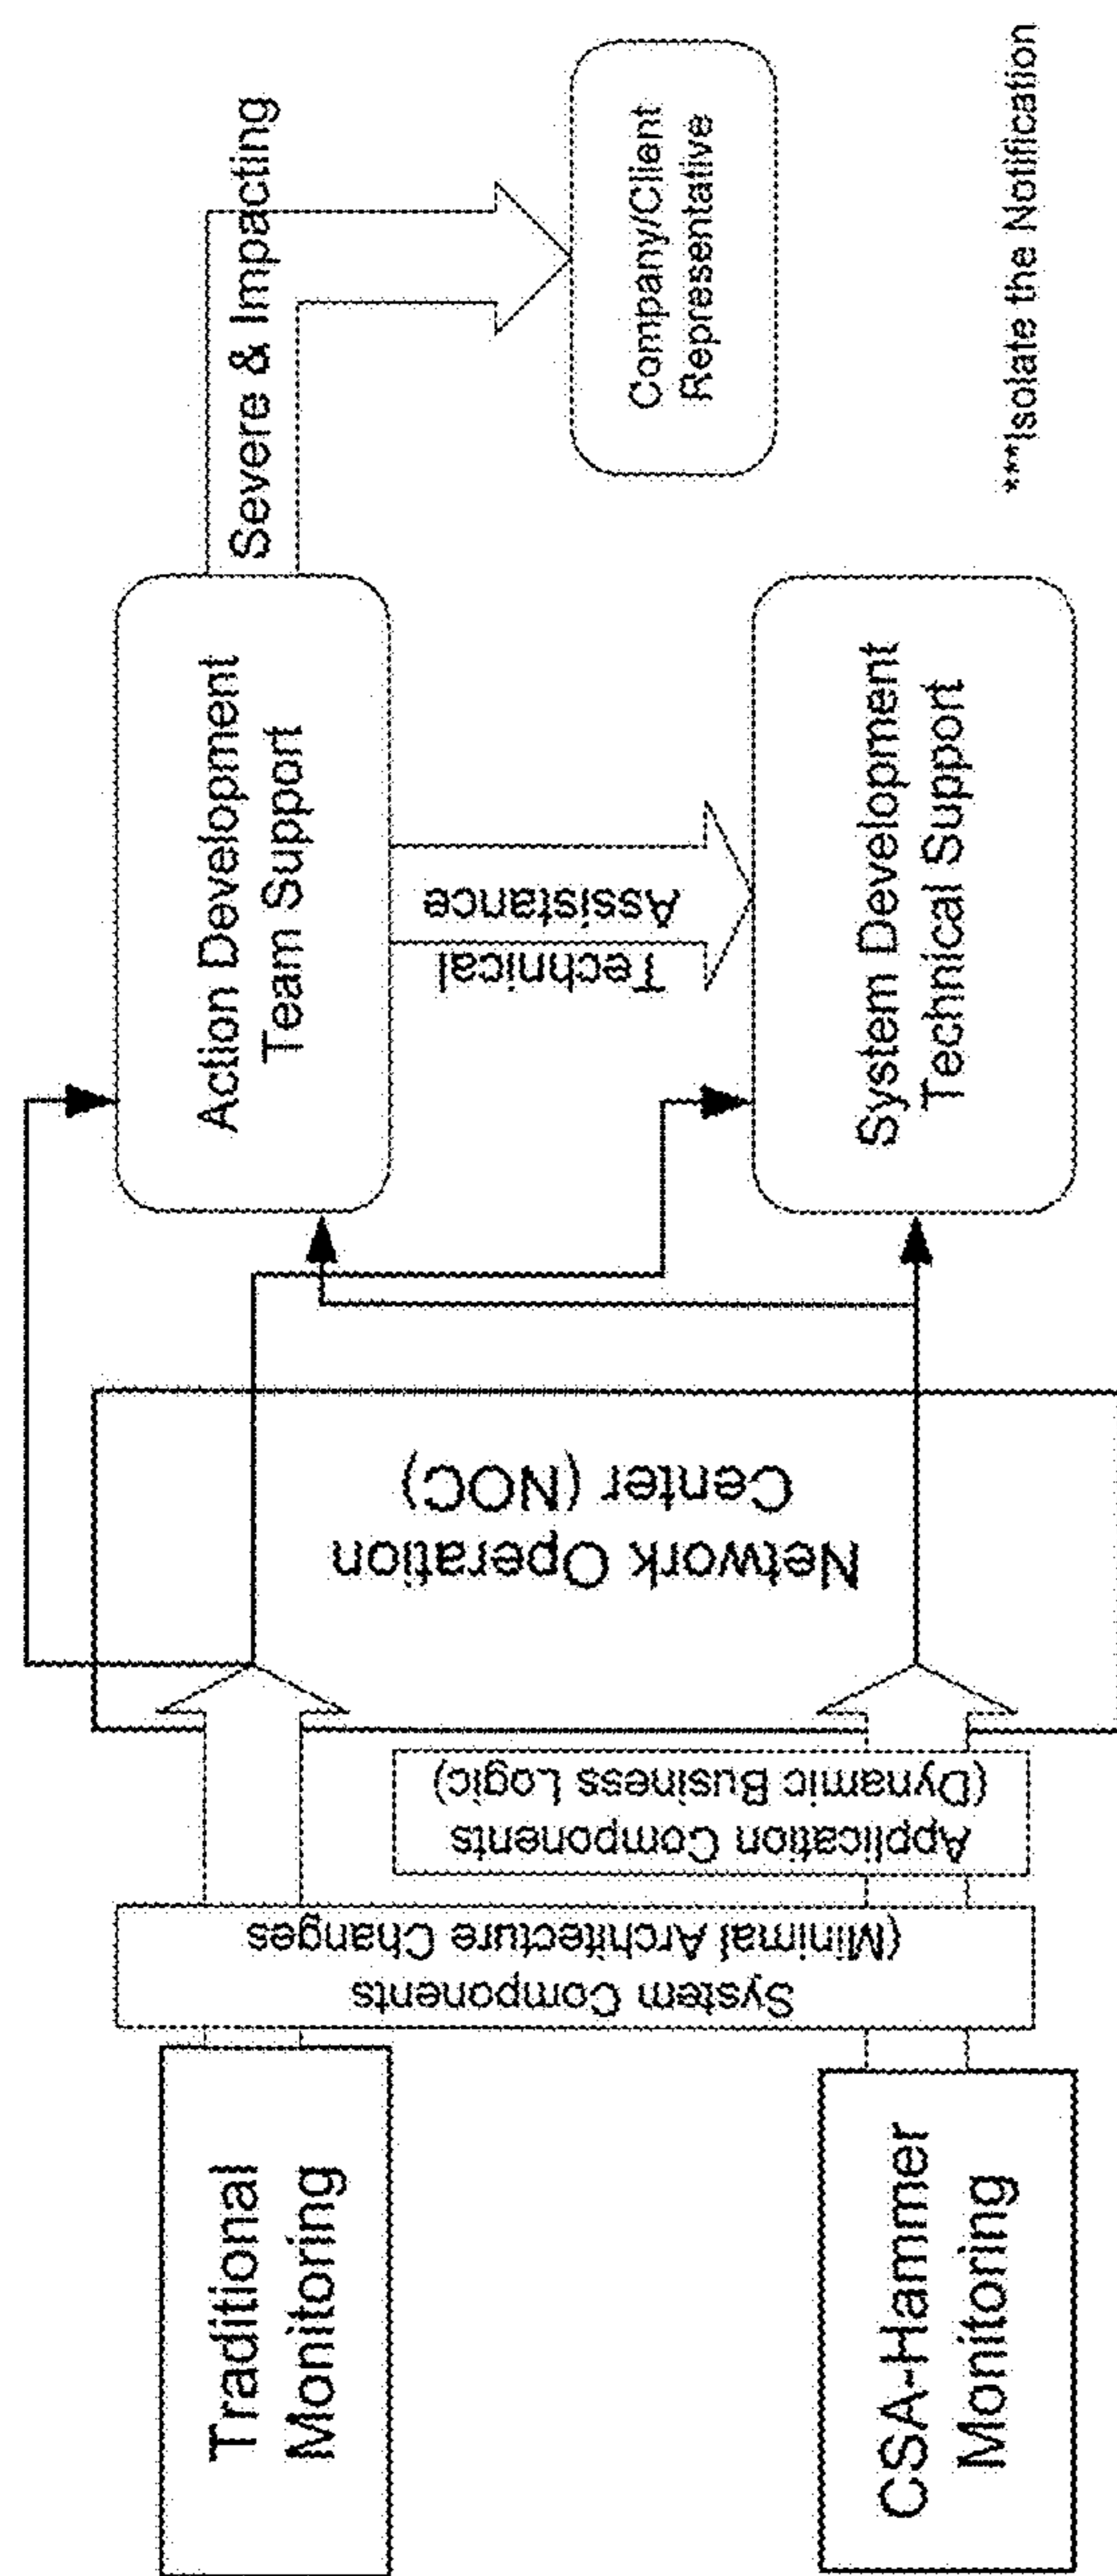 Traditional
Monitoring
CSA-Hammer
Monitoring
System Components
(Minimal Architecture Changes
Application Components
(Dynamic Business Logic)
Network Operation
Center (NOC)
Action Development
Team Support
Technical
Assistance
System Development
Technical Support
Severe & Impacting
Company/Client
Representative
***Isolate the Notification